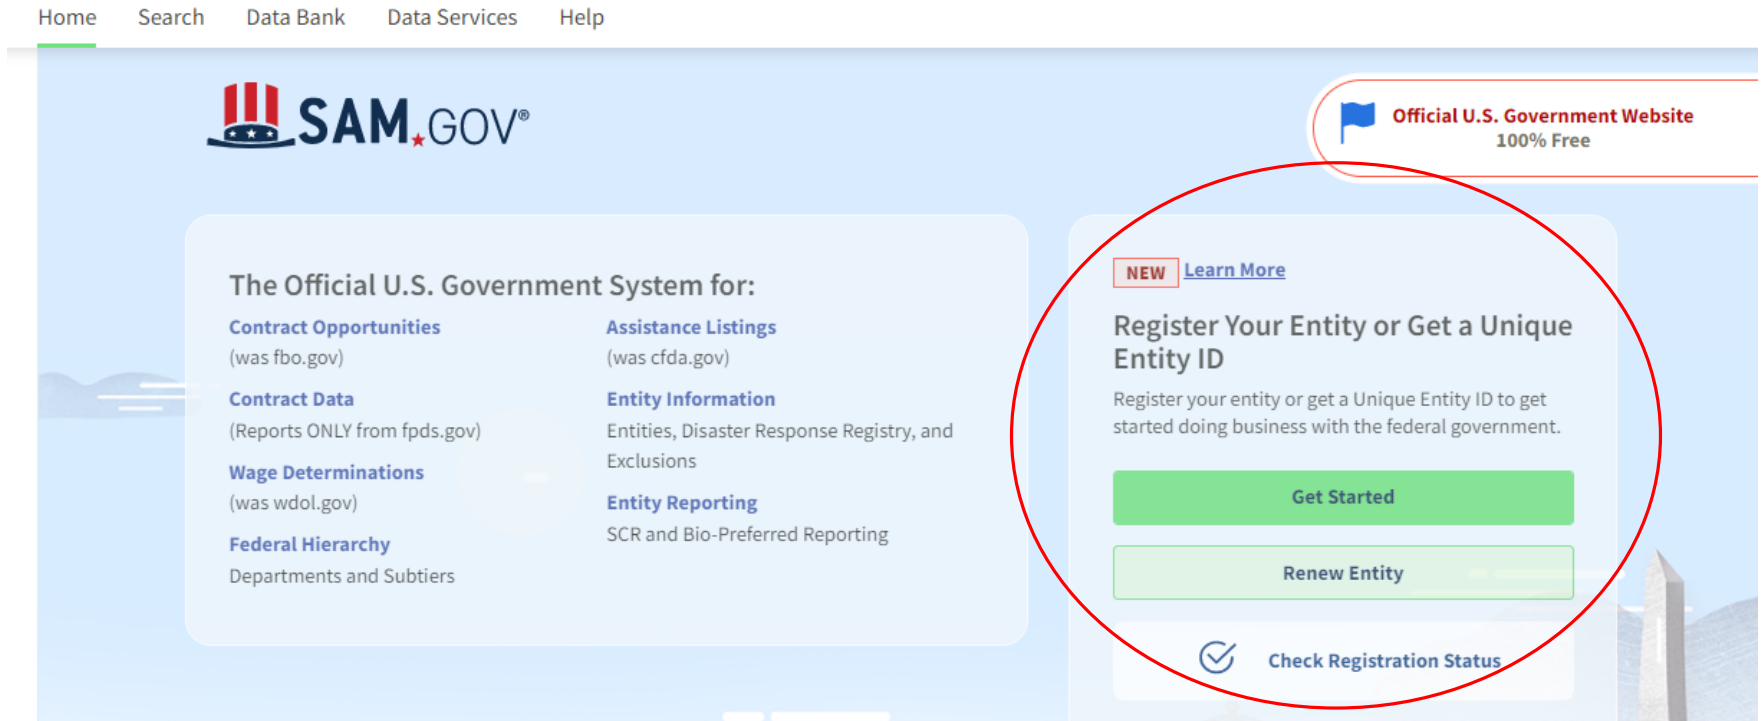 Home Search Data Bank Data Services Help
SAM.GOV®
Official U.S. Government Website
100% Free
The Official U.S. Government System for:
Contract Opportunities
(was fbo.gov)
Contract Data
(Reports ONLY from fpds.gov)
Wage Determinations
(was wdol.gov)
Federal Hierarchy
Departments and Subtiers
Assistance Listings
(was cfda.gov)
Entity Information
Entities, Disaster Response Registry, and
Exclusions
Entity Reporting
SCR and Bio-Preferred Reporting
NEW Learn More
Register Your Entity or Get a Unique
Entity ID
Register your entity or get a Unique Entity ID to get
started doing business with the federal government.
Get Started
Renew Entity
Check Registration Status